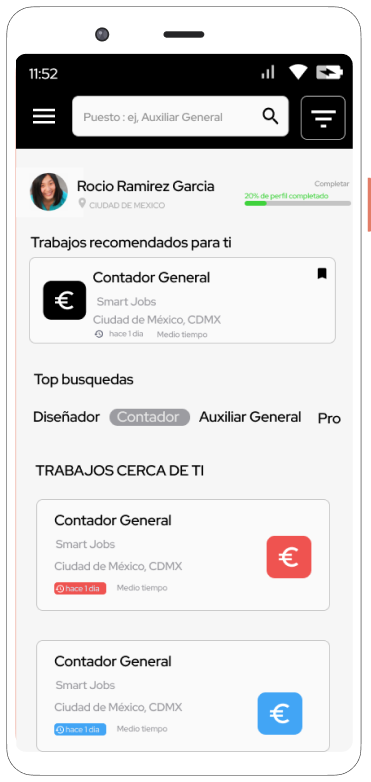 11:52
Puesto : ej, Auxiliar General
Completar
Rocio Ramirez Garcia
20% de perfil completado
CIUDAD DE MEXICO
Trabajos recomendados para ti
Contador General
€
Smart Jobs
Ciudad de México, CDMX
hace 1 dia Medio tiempo
Top busquedas
Diseñador Contador Auxiliar General Pro
TRABAJOS CERCA DE TI
Contador General
Smart Jobs
€
Ciudad de México, CDMX
hace 1 dia Medio tiempo
Contador General
Smart Jobs
Ciudad de México, CDMX
€
hace 1 dia Medio tiempo